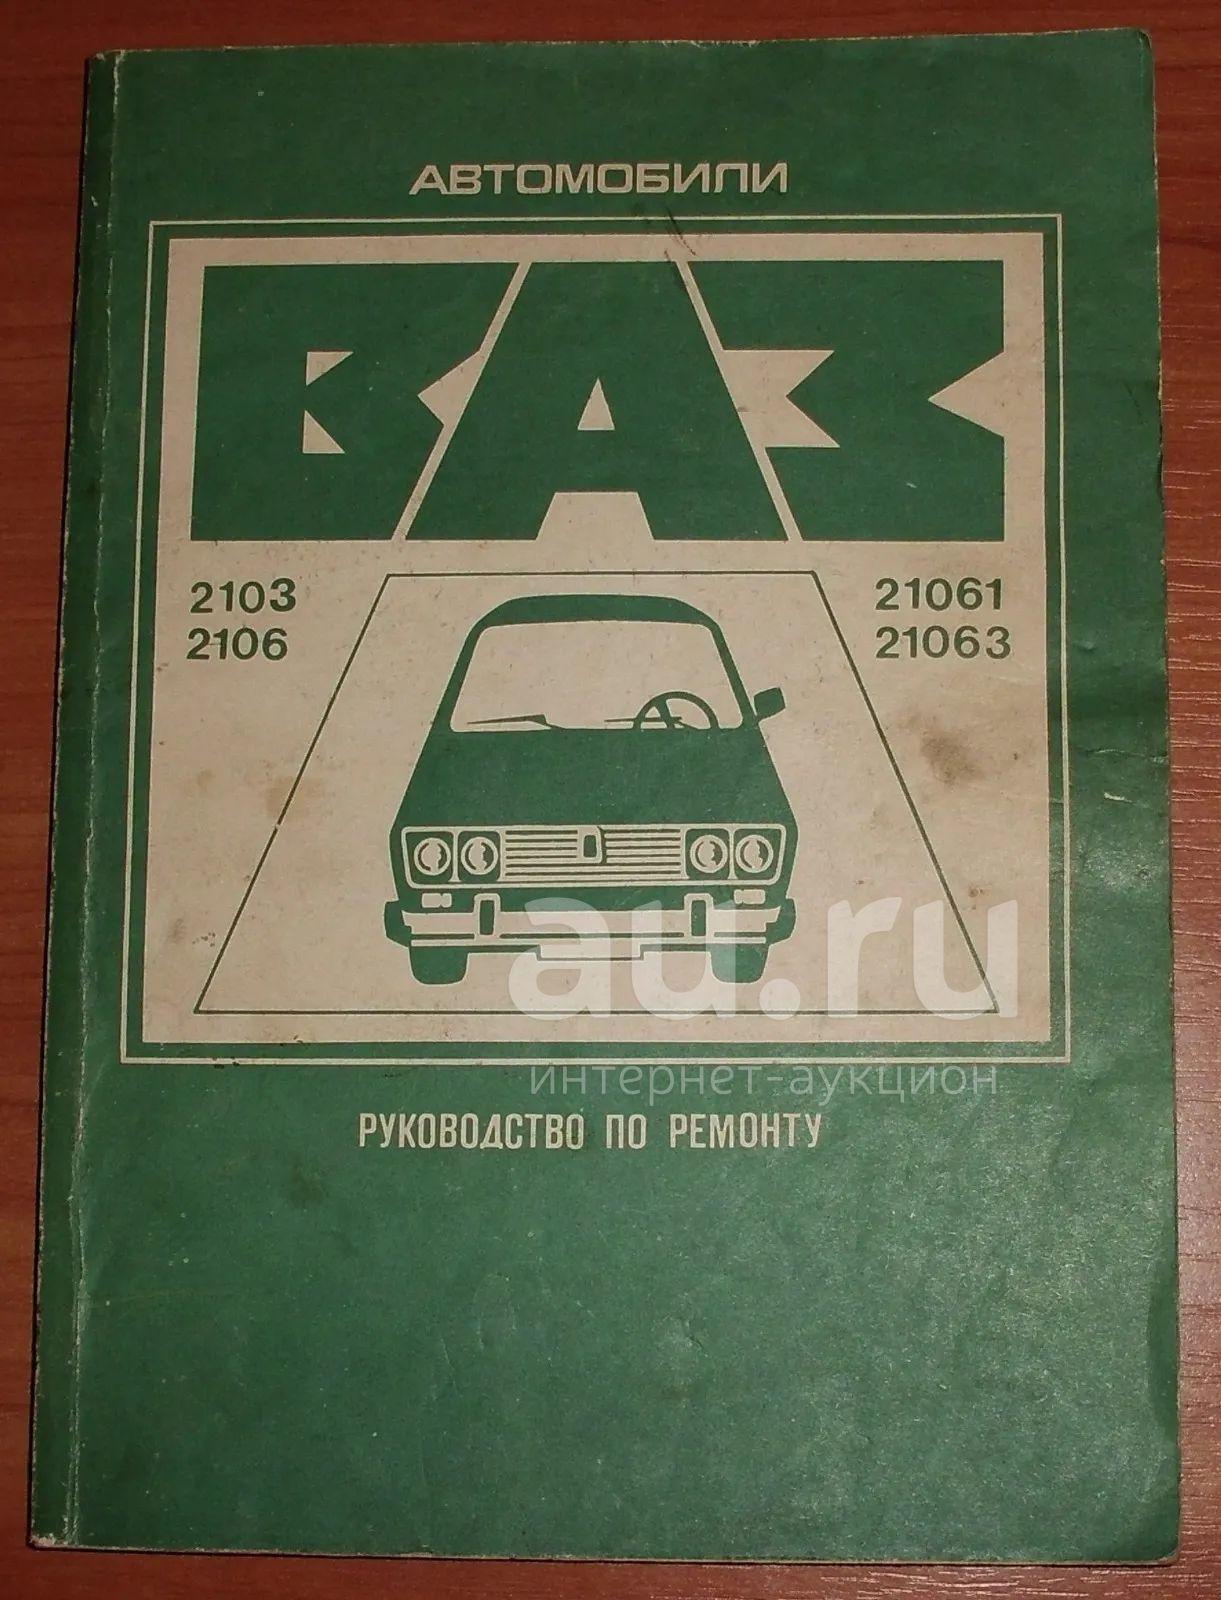 АВТОМОБИЛИ
ВАЗ
2103
2106
21061
21063
au.ru
интернет-аукцион
РУКОВОДСТВО ПО РЕМОНТУ